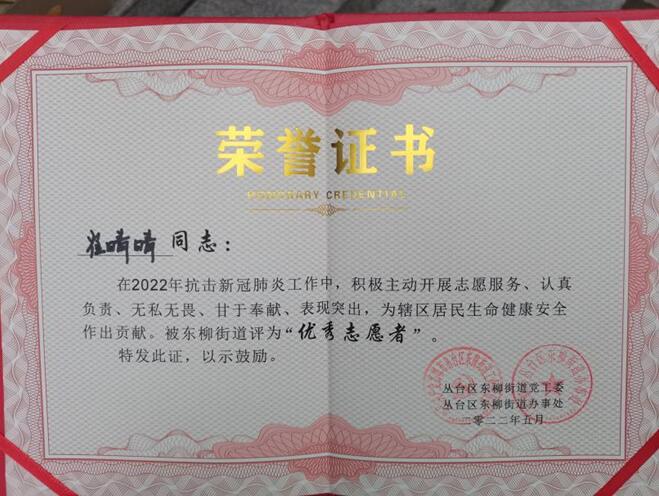 荣誉证书
HONORARY CREDENTIAL
崔晴晴 同志：
在2022年抗击新冠肺炎工作中，积极主动开展志愿服务、认真
负责、无私无畏、甘于奉献、表现突出，为辖区居民生命健康安全
作出贡献。被东柳街道评为“优秀志愿者”。
特发此证，以示鼓励。
丛台区东柳街道党工委
丛台区东柳街道办事处
二零二二年五月